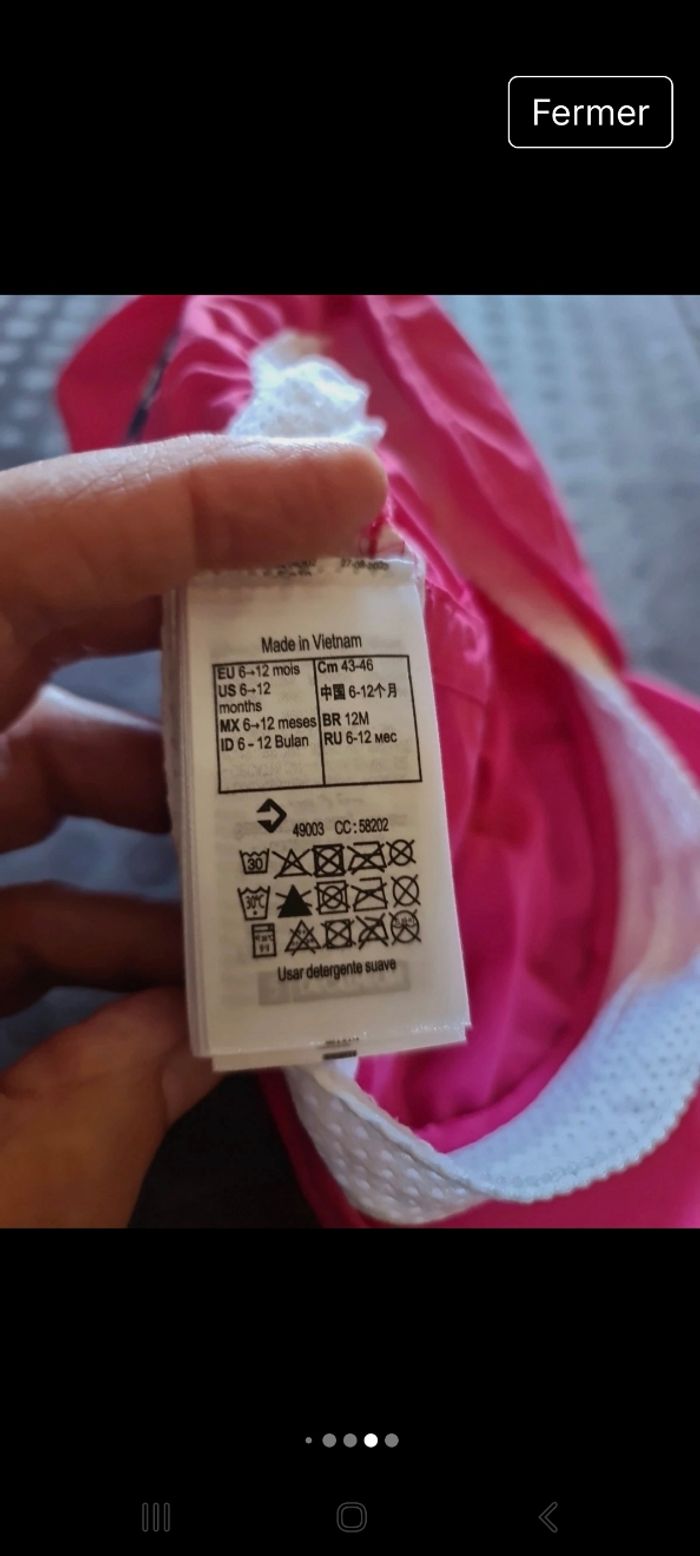 Fermer
Made in Vietnam
EU 6→12 mois
US 6→12
months
MX 6→12 meses
ID 6 - 12 Bulan
Cm 43-46
中国 6-12个月
BR 12M
RU 6-12 мес
49003 CC: 58202
30
30°C
Usar detergente suave